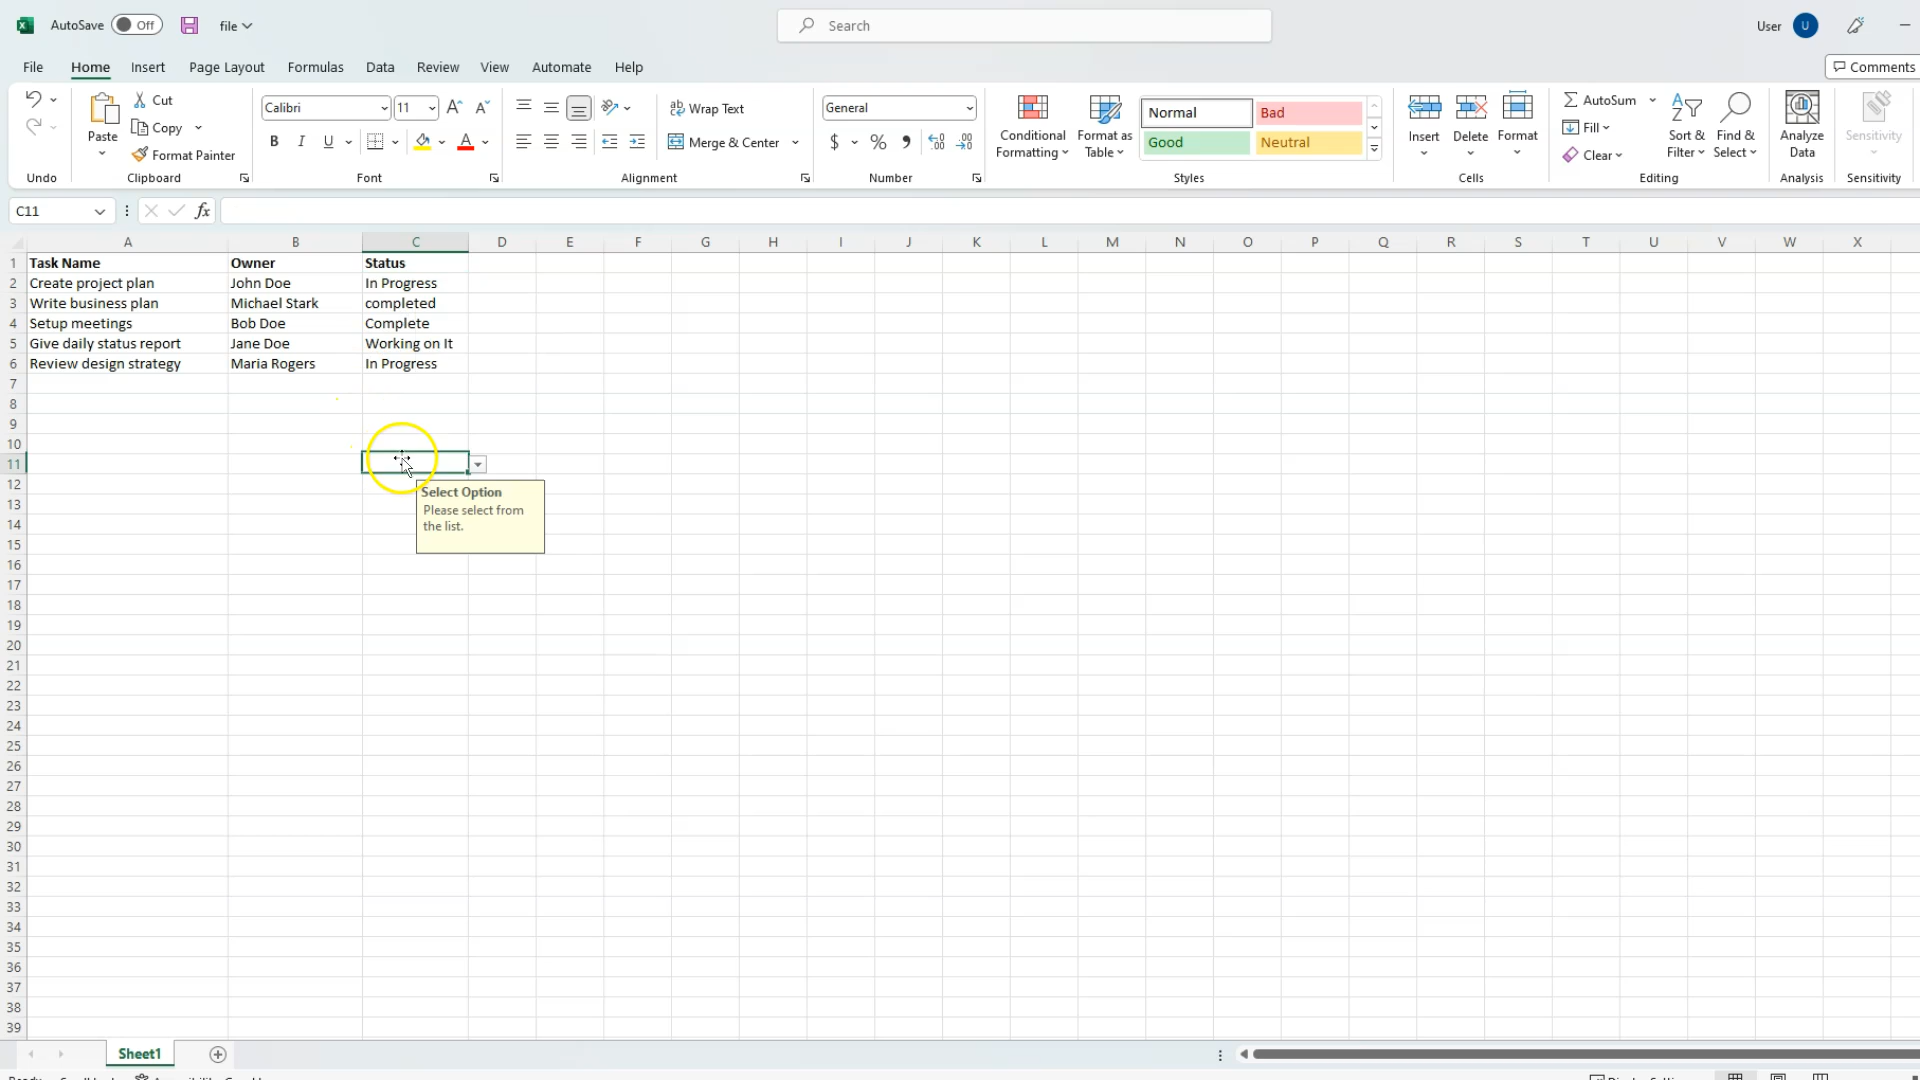 AutoSave Off file Search User U
File Home Insert Page Layout Formulas Data Review View Automate Help Comments
Cut
Copy
Format Painter
Paste
Undo Clipboard
Calibri 11
B I U A
Font
Wrap Text
Merge & Center
Alignment
General
$ %
Number
Conditional Formatting
Format as Table
Normal Bad
Good Neutral
Styles
Insert Delete Format
Cells
AutoSum
Fill
Clear
Sort & Filter
Find & Select
Editing
Analyze Data
Analysis
Sensitivity
Sensitivity
C11 fx
A B C D E F G H I J K L M N O P Q R S T U V W X
1 Task Name Owner Status
2 Create project plan John Doe In Progress
3 Write business plan Michael Stark completed
4 Setup meetings Bob Doe Complete
5 Give daily status report Jane Doe Working on It
6 Review design strategy Maria Rogers In Progress
7
8
9
10
11
12
13
14
15
16
17
18
19
20
21
22
23
24
25
26
27
28
29
30
31
32
33
34
35
36
37
38
39
Select Option
Please select from
the list.
Sheet1